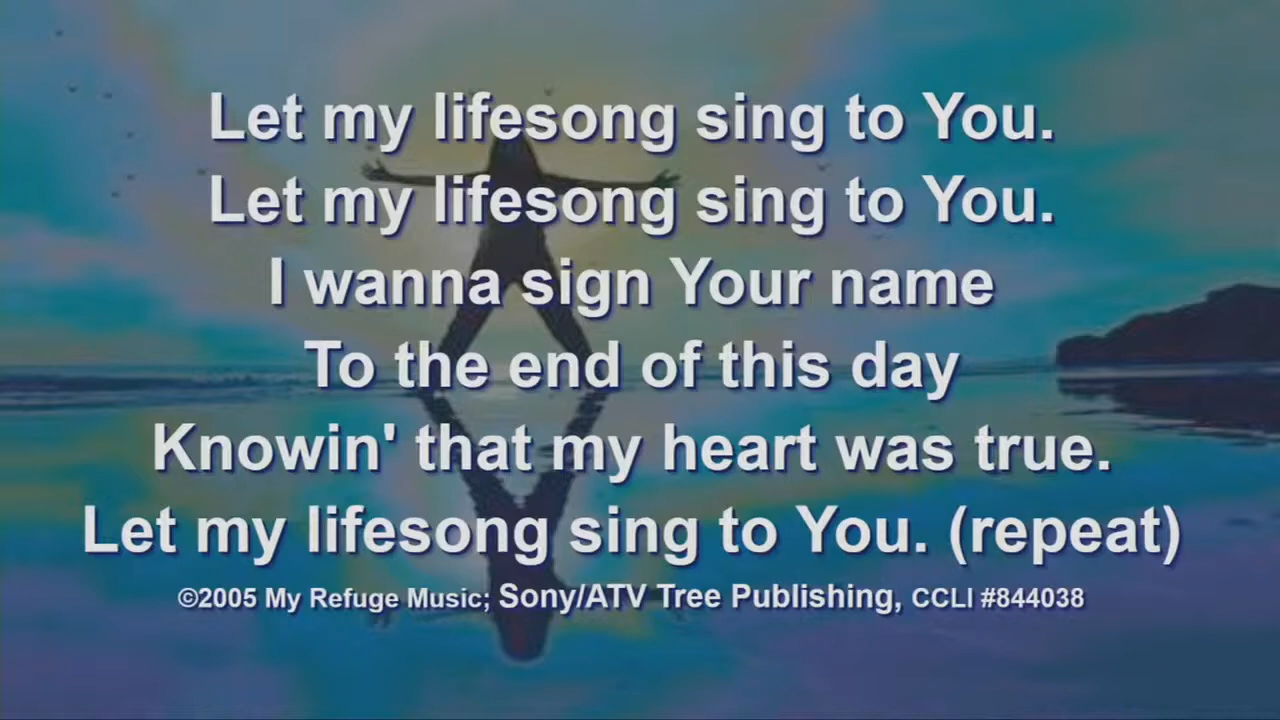 Let my lifesong sing to You.
Let my lifesong sing to You.
I wanna sign Your name
To the end of this day
Knowin' that my heart was true.
Let my lifesong sing to You. (repeat)
©2005 My Refuge Music; Sony/ATV Tree Publishing, CCLI #844038